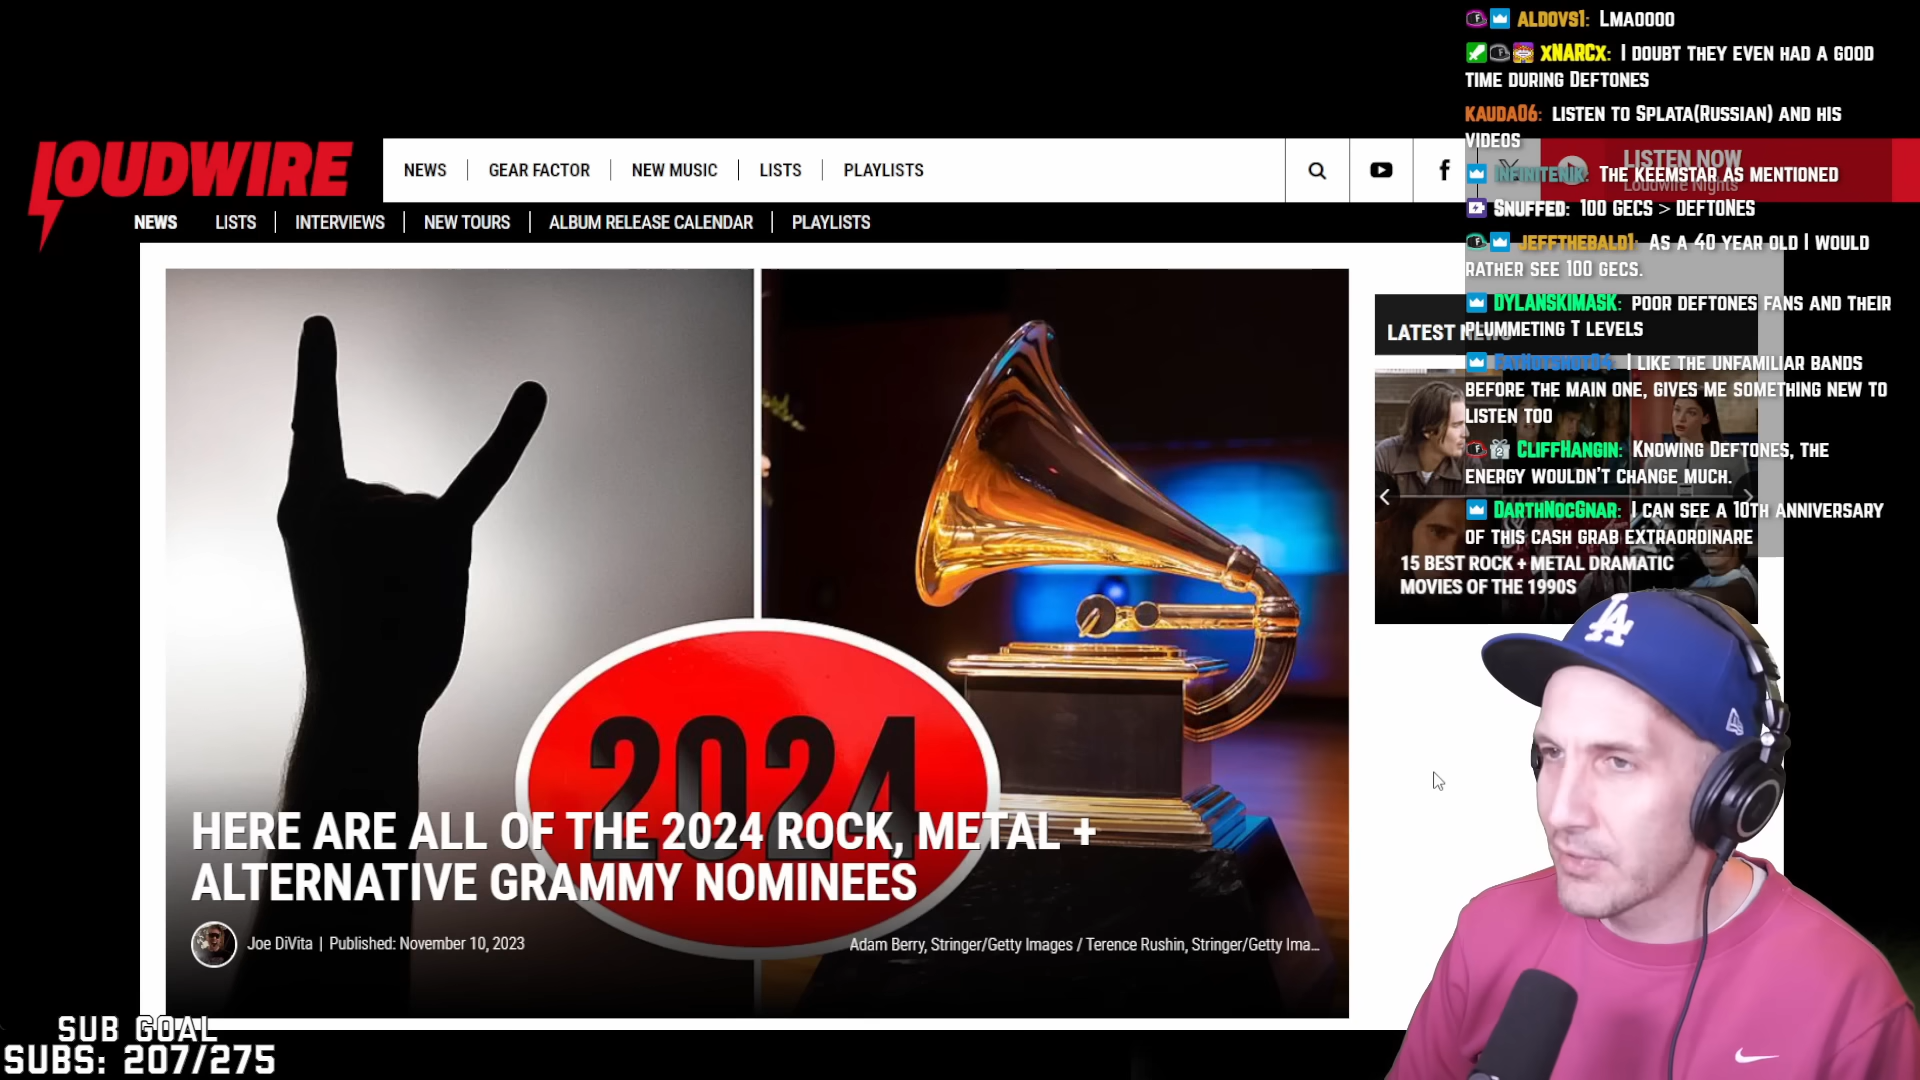 LOUDWIRE
NEWS
GEAR FACTOR
NEW MUSIC
LISTS
PLAYLISTS
LISTEN NOW
Loudwire Nights
NEWS
LISTS
INTERVIEWS
NEW TOURS
ALBUM RELEASE CALENDAR
PLAYLISTS
2024
HERE ARE ALL OF THE 2024 ROCK, METAL +
ALTERNATIVE GRAMMY NOMINEES
Joe DiVita | Published: November 10, 2023
Adam Berry, Stringer/Getty Images / Terence Rushin, Stringer/Getty Ima...
LATEST NEWS
15 BEST ROCK + METAL DRAMATIC
MOVIES OF THE 1990S
ALDOVS1: LMAOOOO
XNARCX: I DOUBT THEY EVEN HAD A GOOD
TIME DURING DEFTONES
KAUDA06: LISTEN TO SPLATA(RUSSIAN) AND HIS
VIDEOS
INFINITENIK: THE KEEMSTAR AS MENTIONED
SNUFFED: 100 GECS > DEFTONES
JEFFTHEBALD1: AS A 40 YEAR OLD I WOULD
RATHER SEE 100 GECS.
DYLANSKIMASK: POOR DEFTONES FANS AND THEIR
PLUMMETING T LEVELS
I LIKE THE UNFAMILIAR BANDS
BEFORE THE MAIN ONE, GIVES ME SOMETHING NEW TO
LISTEN TOO
CLIFFHANGIN: KNOWING DEFTONES, THE
ENERGY WOULDN'T CHANGE MUCH.
DARTHNOCGNAR: I CAN SEE A 10TH ANNIVERSARY
OF THIS CASH GRAB EXTRAORDINARE
LA
SUB GOAL
SUBS: 207/275